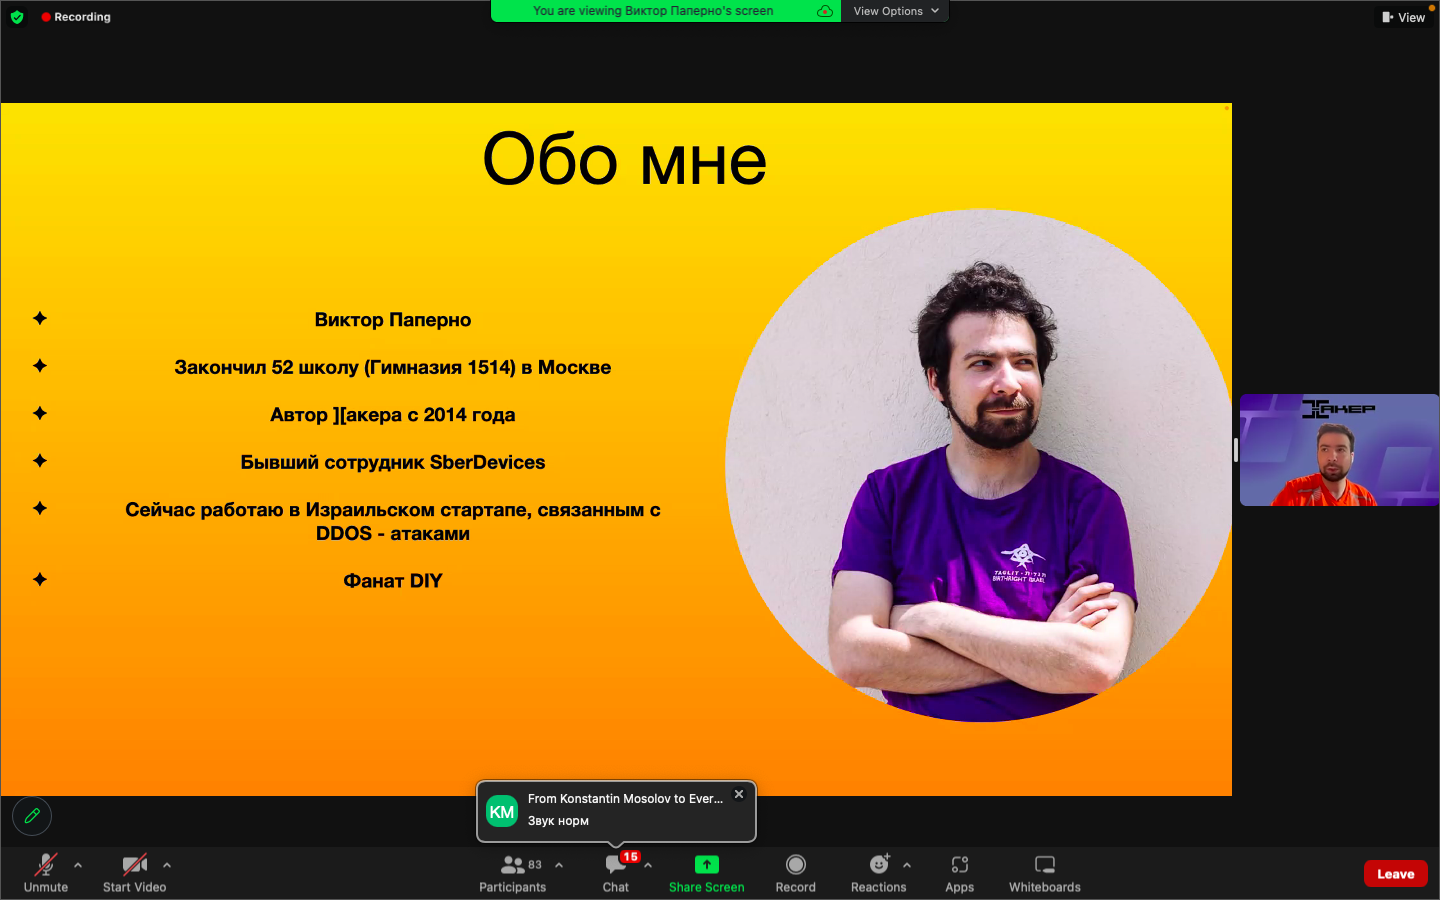 Recording
You are viewing Виктор Паперно's screen
View Options
View
Обо мне
Виктор Паперно
Закончил 52 школу (Гимназия 1514) в Москве
Автор ][акера с 2014 года
Бывший сотрудник SberDevices
Сейчас работаю в Израильском стартапе, связанным с
DDOS - атаками
Фанат DIY
TAGLIT - תגלית
BIRTHRIGHT ISRAEL
ХАКЕР
KM
From Konstantin Mosolov to Ever...
Звук норм
Unmute
Start Video
83
Participants
15
Chat
Share Screen
Record
Reactions
Apps
Whiteboards
Leave